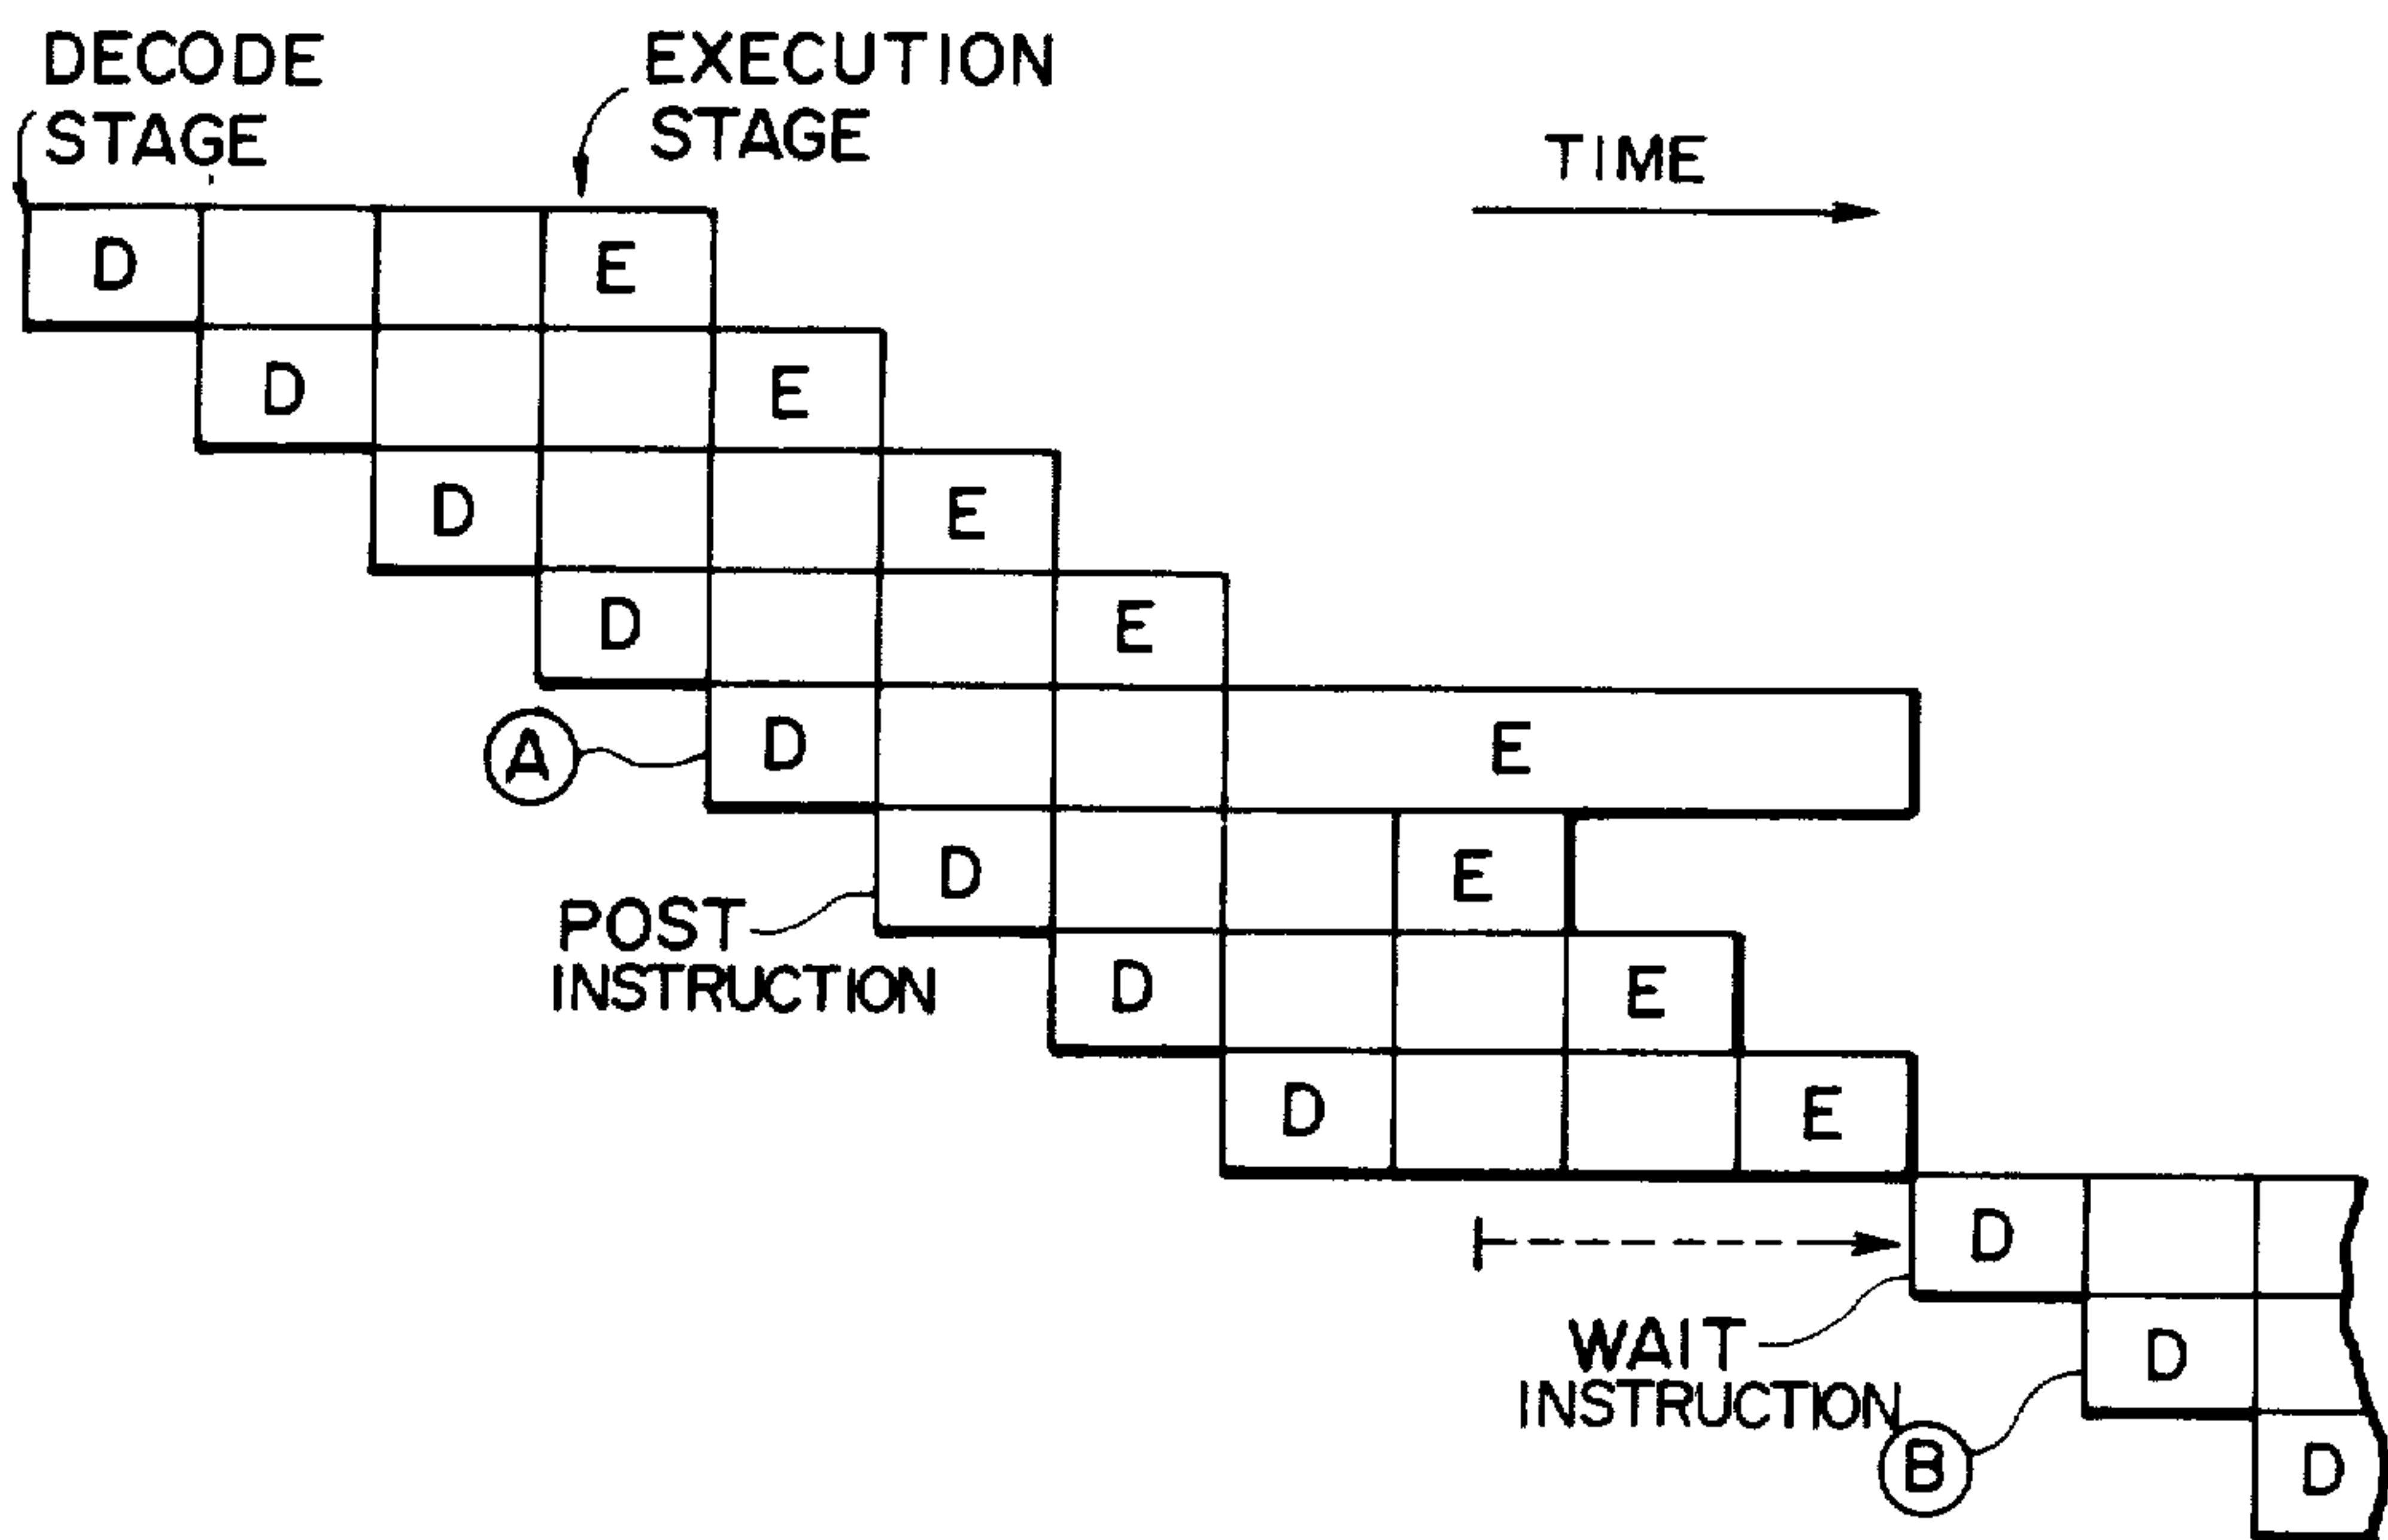 DECODE
STAGE
EXECUTION
STAGE
TIME
D E
D E
D E
D E
A D E
D E
POST
INSTRUCTION
D E
D E
D
WAIT
INSTRUCTION
D
B
D